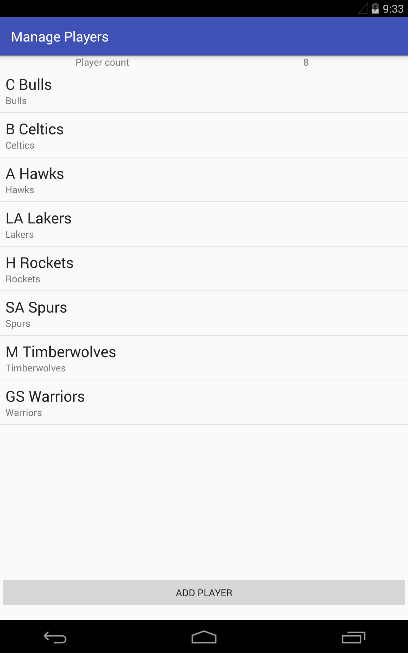 9:33
Manage Players
Player count 8
C Bulls
Bulls
B Celtics
Celtics
A Hawks
Hawks
LA Lakers
Lakers
H Rockets
Rockets
SA Spurs
Spurs
M Timberwolves
Timberwolves
GS Warriors
Warriors
ADD PLAYER